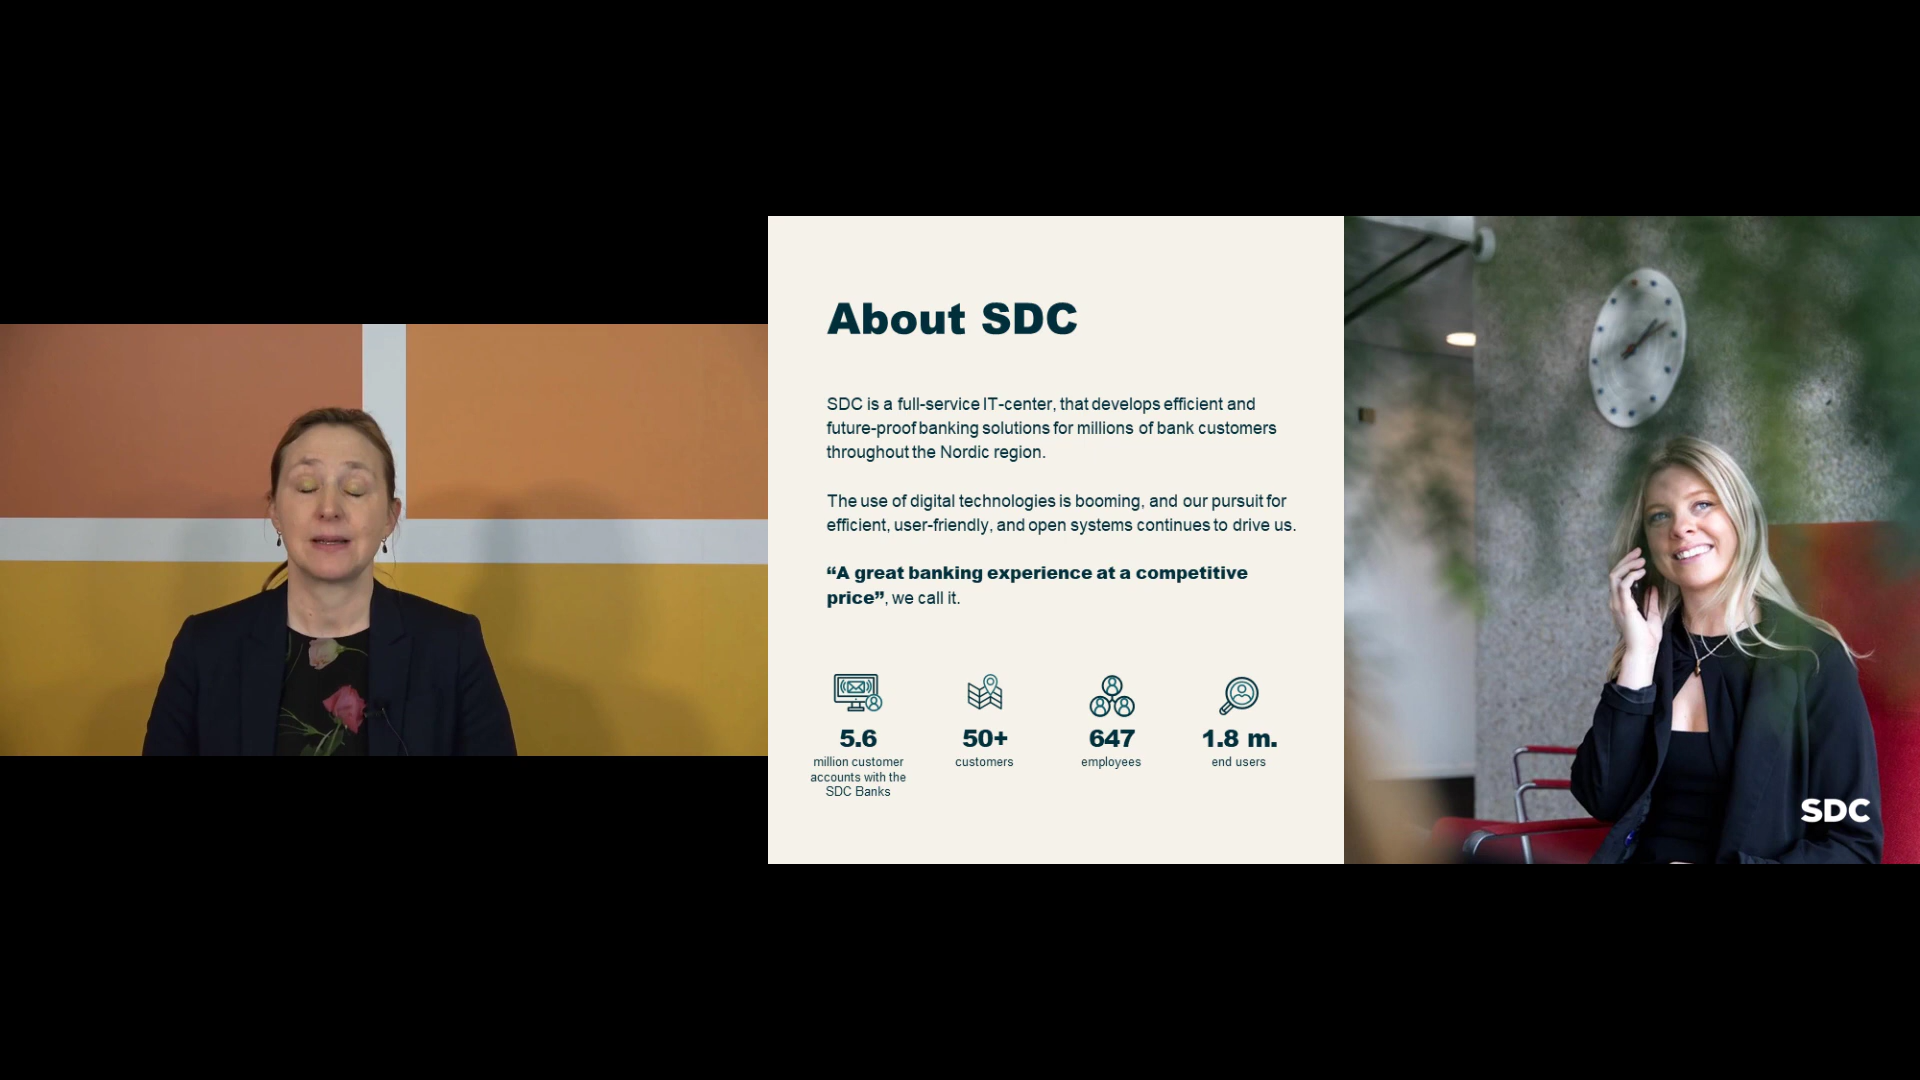 About SDC
SDC is a full-service IT-center, that develops efficient and
future-proof banking solutions for millions of bank customers
throughout the Nordic region.
The use of digital technologies is booming, and our pursuit for
efficient, user-friendly, and open systems continues to drive us.
“A great banking experience at a competitive
price”, we call it.
5.6
million customer
accounts with the
SDC Banks
50+
customers
647
employees
1.8 m.
end users
SDC